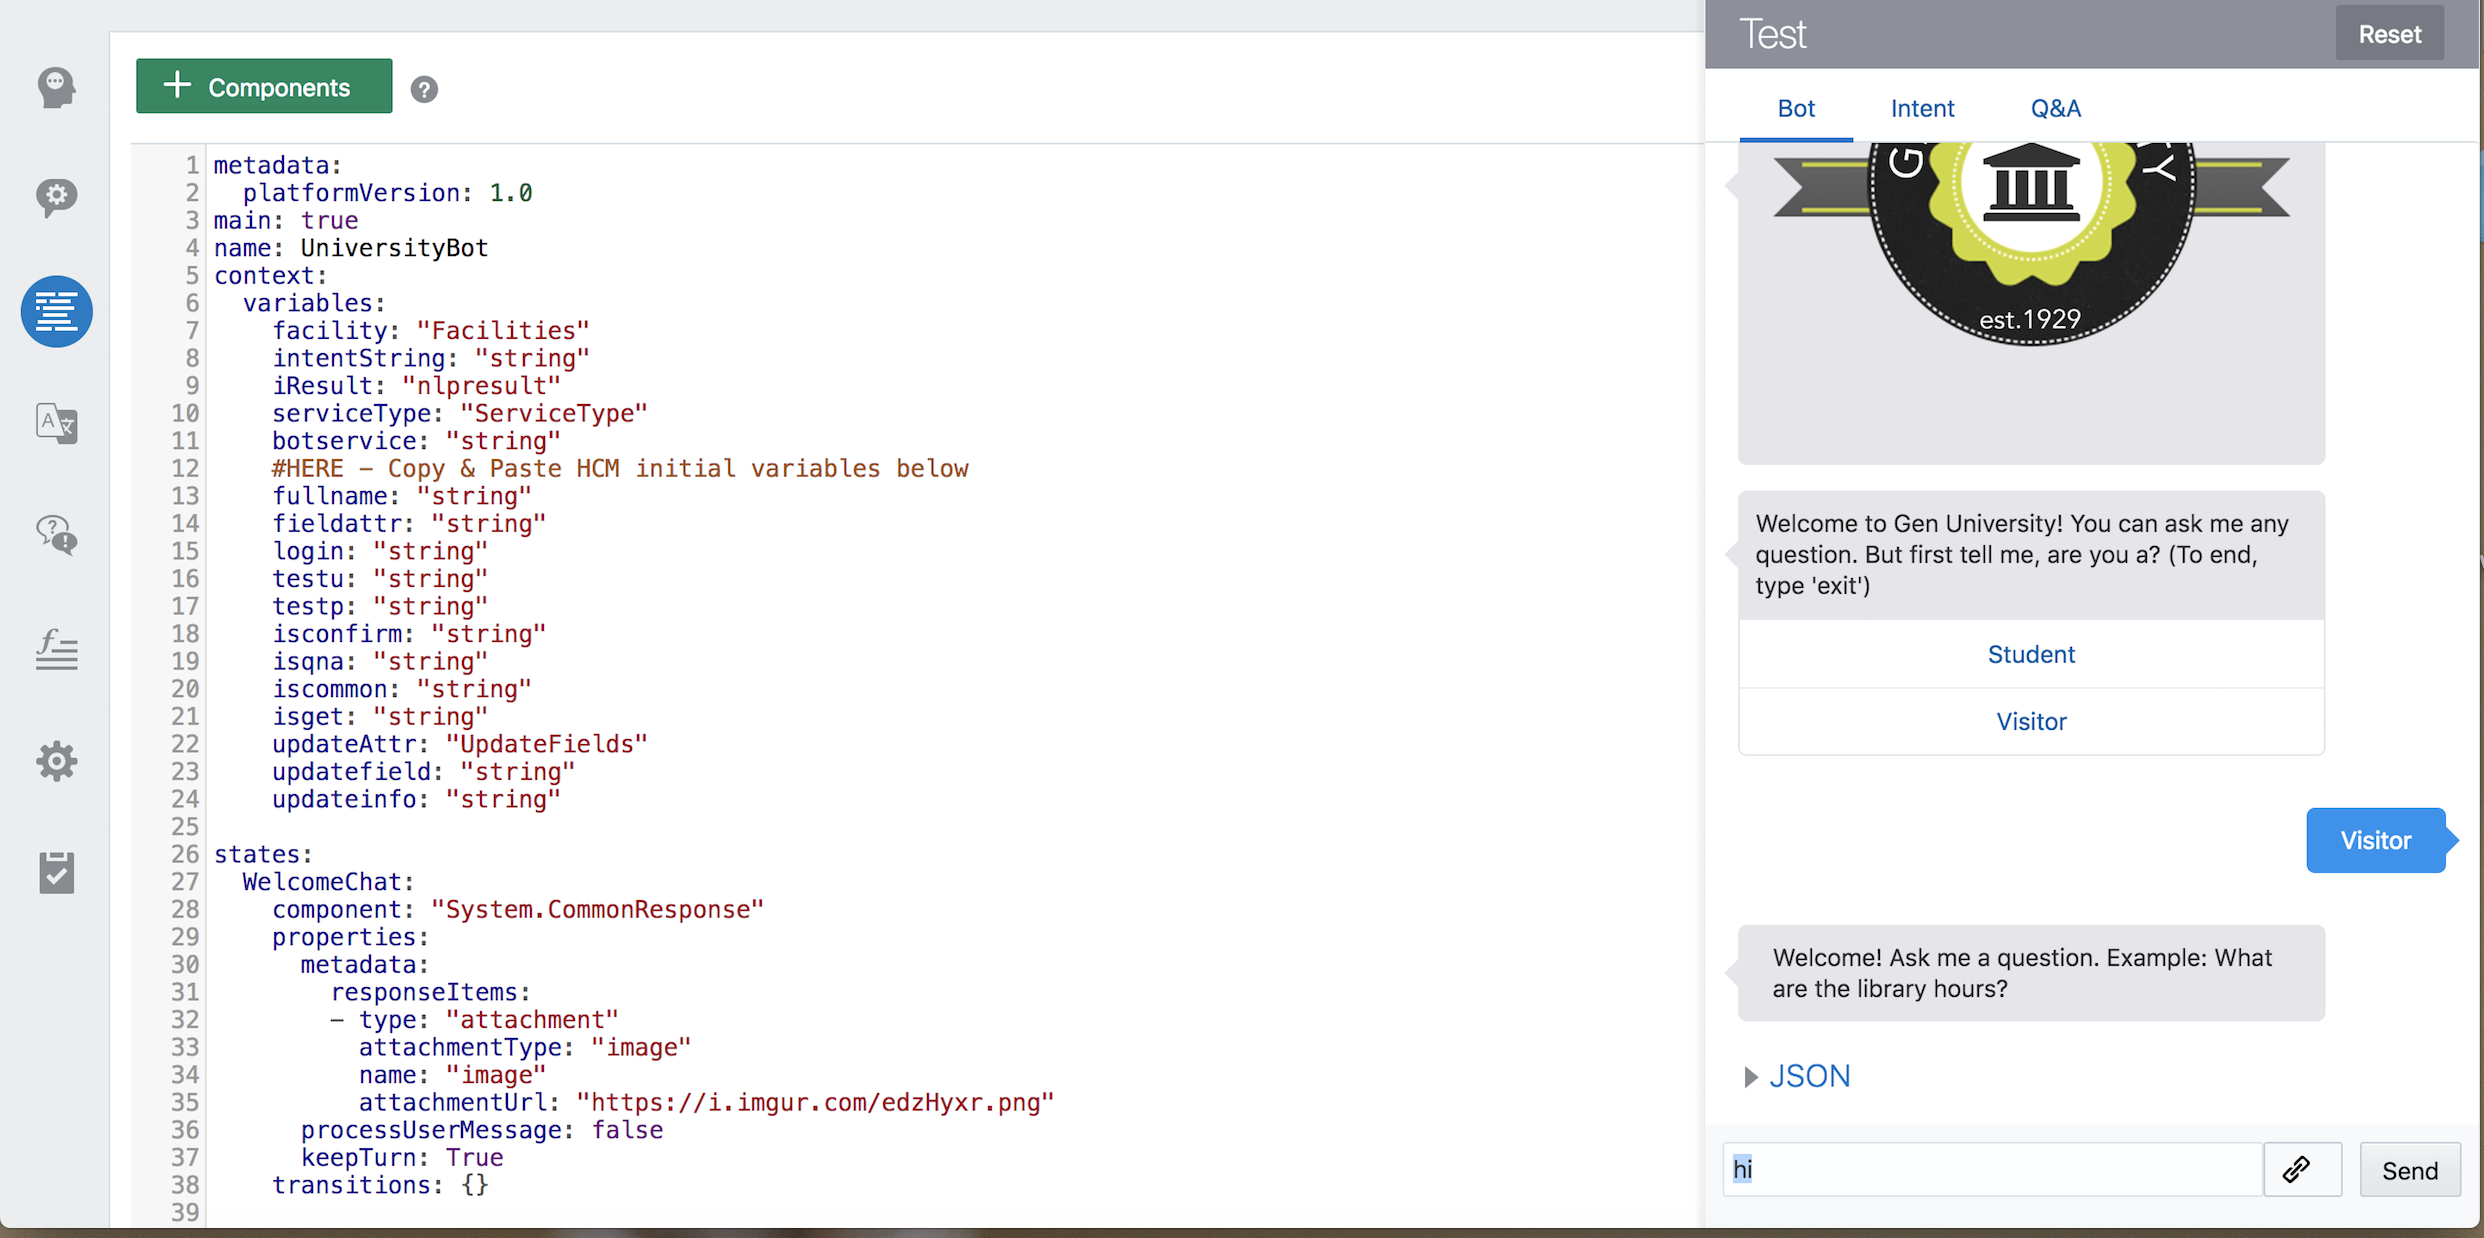 + Components ?
1 metadata:
2 platformVersion: 1.0
3 main: true
4 name: UniversityBot
5 context:
6 variables:
7 facility: "Facilities"
8 intentString: "string"
9 iResult: "nlpresult"
10 serviceType: "ServiceType"
11 botservice: "string"
12 #HERE – Copy & Paste HCM initial variables below
13 fullname: "string"
14 fieldattr: "string"
15 login: "string"
16 testu: "string"
17 testp: "string"
18 isconfirm: "string"
19 isqna: "string"
20 iscommon: "string"
21 isget: "string"
22 updateAttr: "UpdateFields"
23 updatefield: "string"
24 updateinfo: "string"
25
26 states:
27 WelcomeChat:
28 component: "System.CommonResponse"
29 properties:
30 metadata:
31 responseItems:
32 – type: "attachment"
33 attachmentType: "image"
34 name: "image"
35 attachmentUrl: "https://i.imgur.com/edzHyxr.png"
36 processUserMessage: false
37 keepTurn: True
38 transitions: {}
39
Test
Reset
Bot Intent Q&A
est.1929
Welcome to Gen University! You can ask me any
question. But first tell me, are you a? (To end,
type 'exit')
Student
Visitor
Visitor
Welcome! Ask me a question. Example: What
are the library hours?
JSON
hi
Send